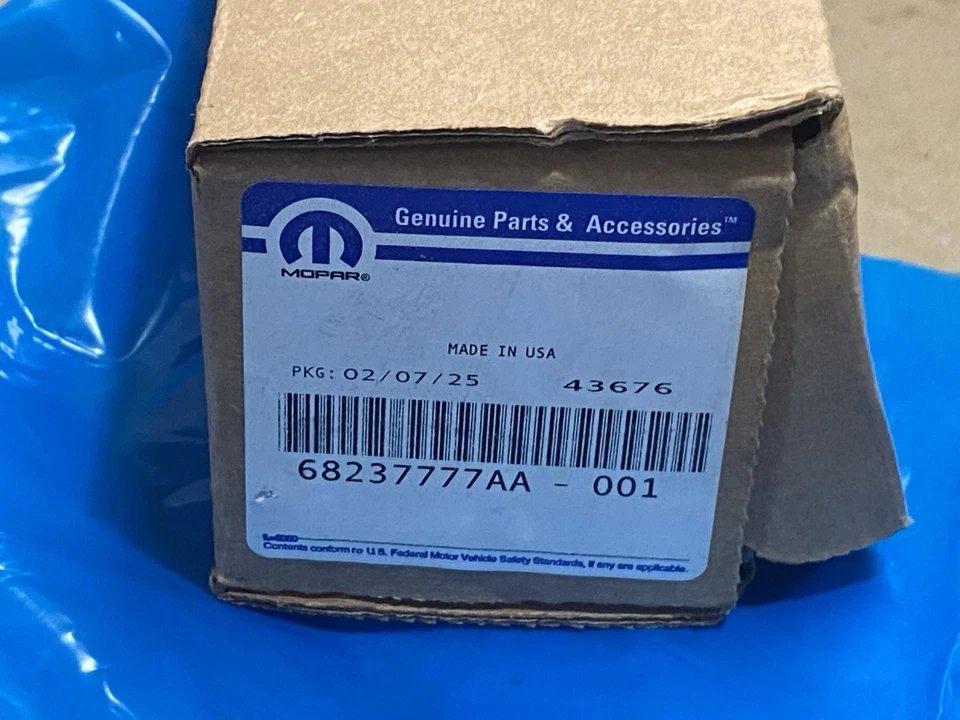 Genuine Parts & Accessories™
MOPAR®
MADE IN USA
PKG: 02/07/25 43676
68237777AA - 001
Contents conform to U.S. Federal Motor Vehicle Safety Standards, if any are applicable.